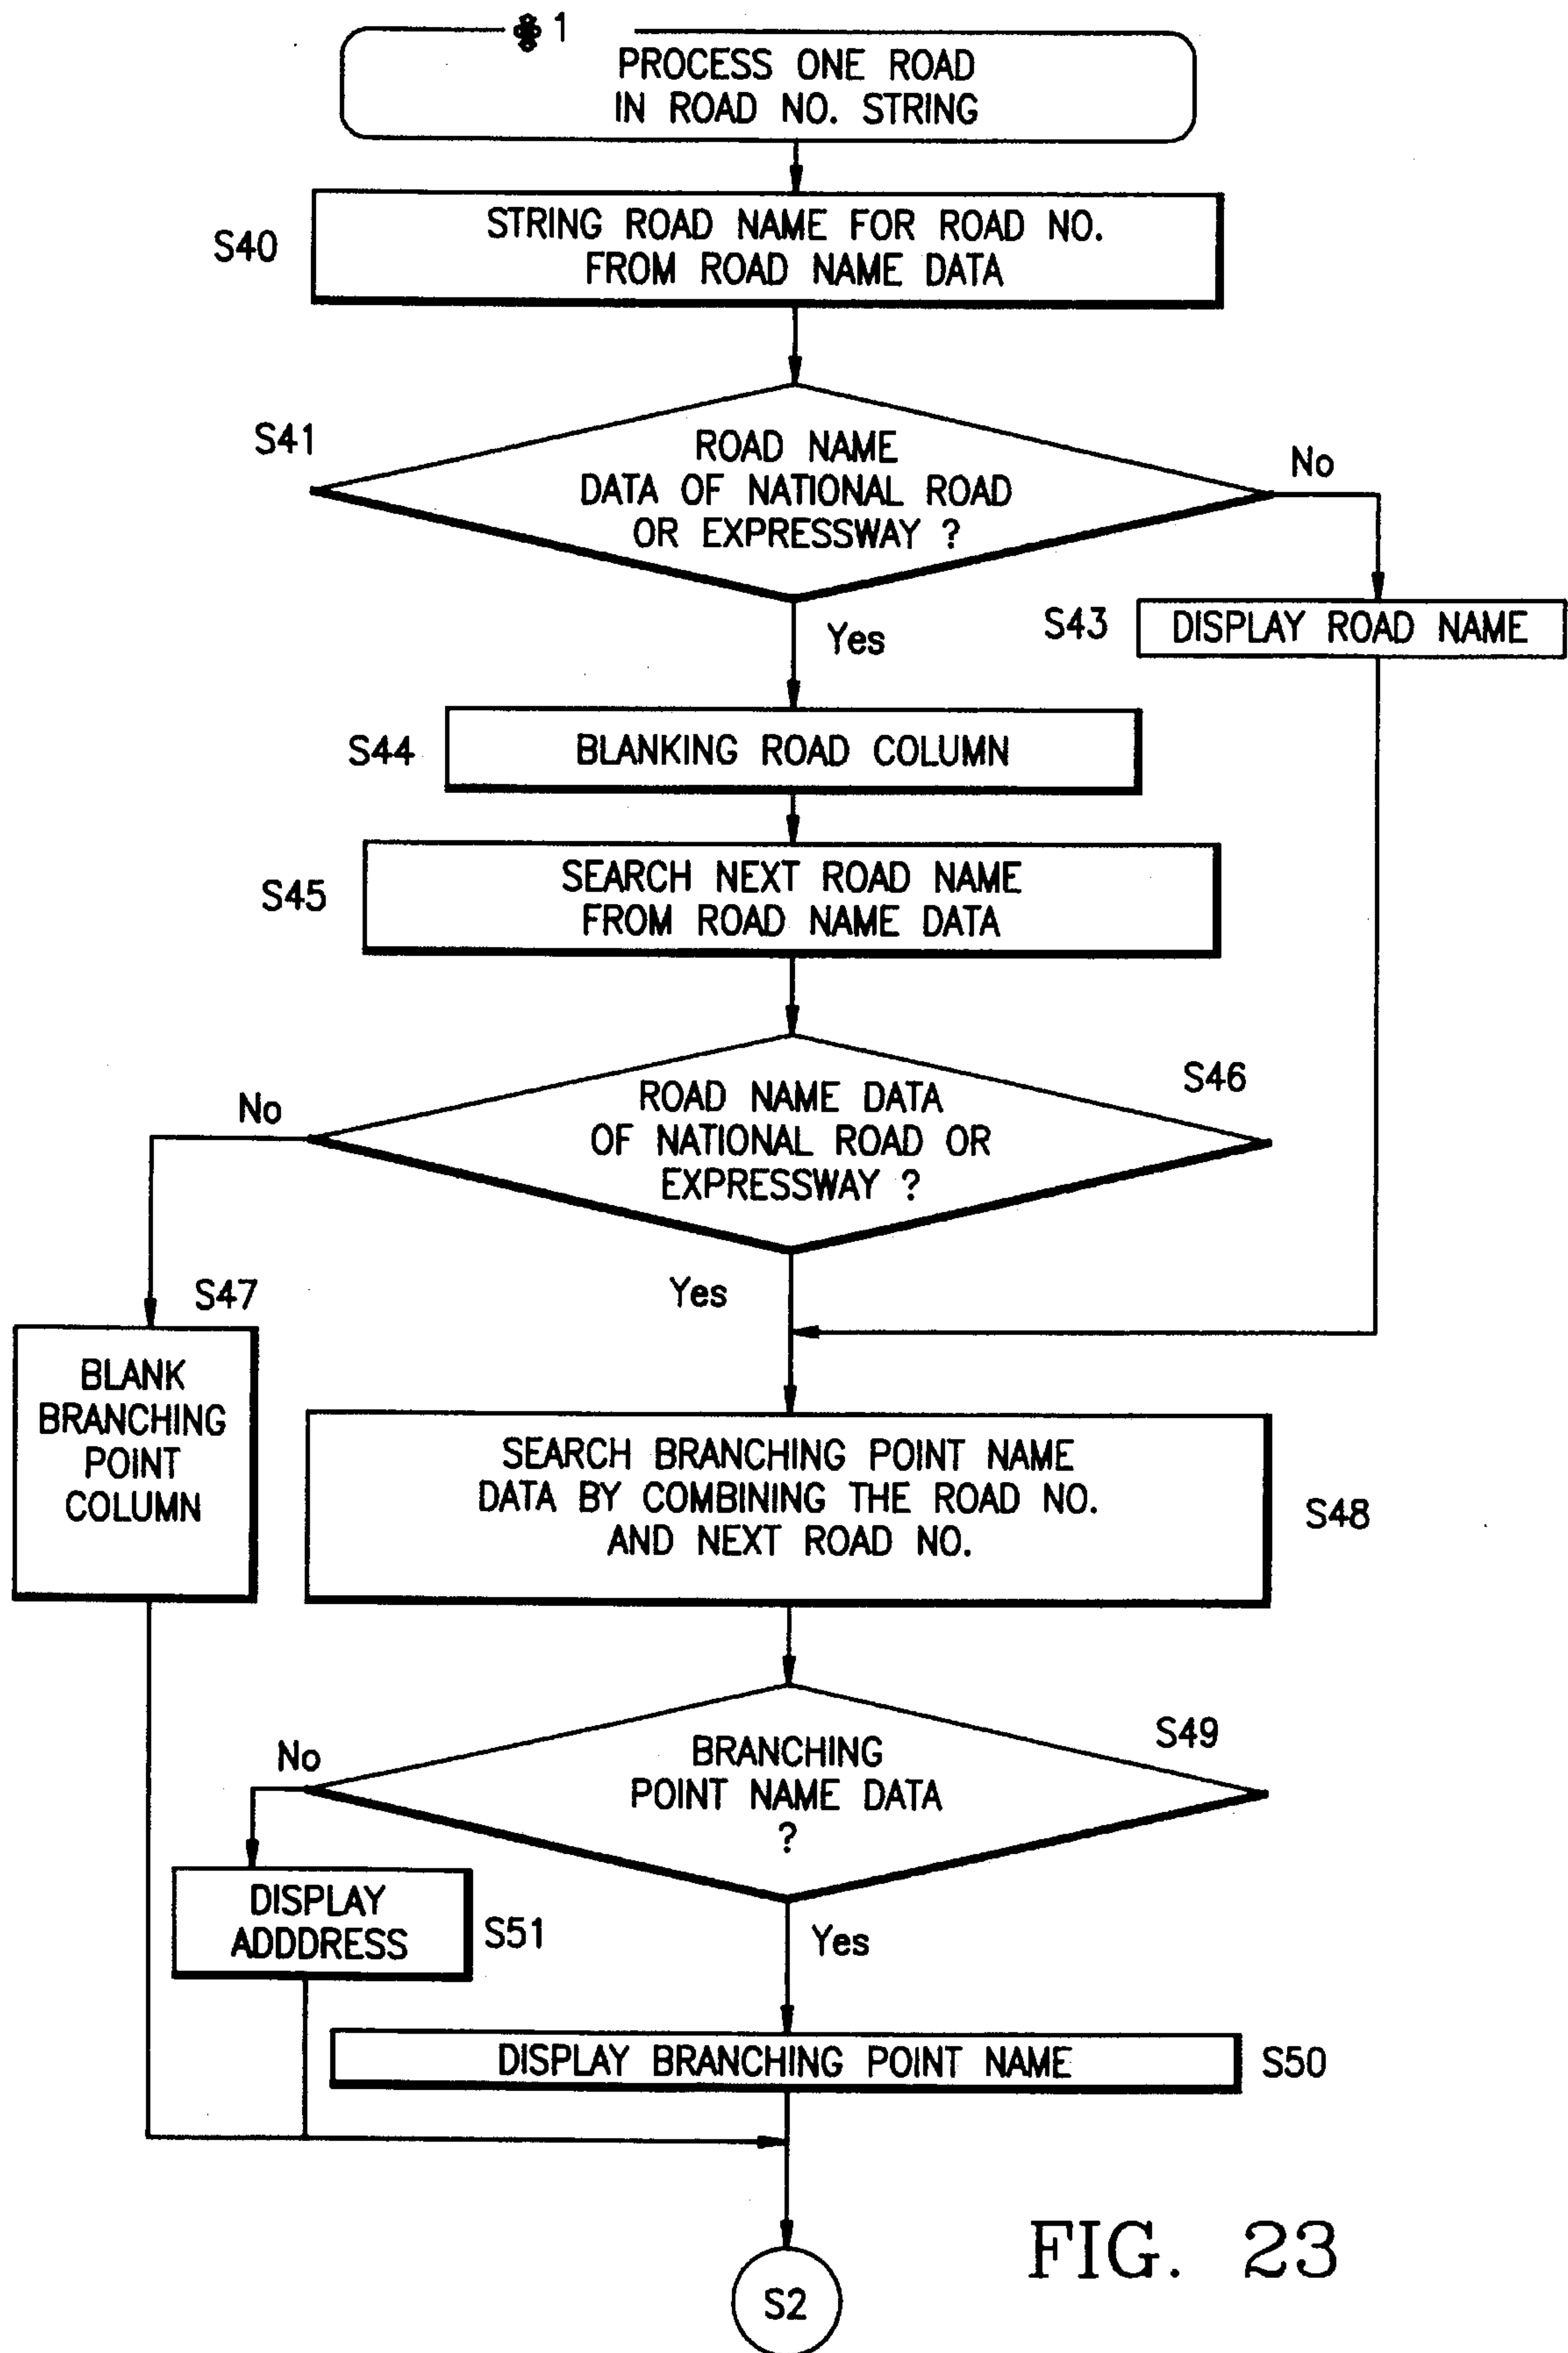 ※1
PROCESS ONE ROAD
IN ROAD NO. STRING
S40
STRING ROAD NAME FOR ROAD NO.
FROM ROAD NAME DATA
S41
ROAD NAME
DATA OF NATIONAL ROAD
OR EXPRESSWAY ?
No
Yes
S43
DISPLAY ROAD NAME
S44
BLANKING ROAD COLUMN
S45
SEARCH NEXT ROAD NAME
FROM ROAD NAME DATA
S46
ROAD NAME DATA
OF NATIONAL ROAD OR
EXPRESSWAY ?
No
Yes
S47
BLANK
BRANCHING
POINT
COLUMN
SEARCH BRANCHING POINT NAME
DATA BY COMBINING THE ROAD NO.
AND NEXT ROAD NO.
S48
S49
BRANCHING
POINT NAME DATA
?
No
Yes
DISPLAY
ADDDRESS
S51
DISPLAY BRANCHING POINT NAME
S50
S2
FIG. 23